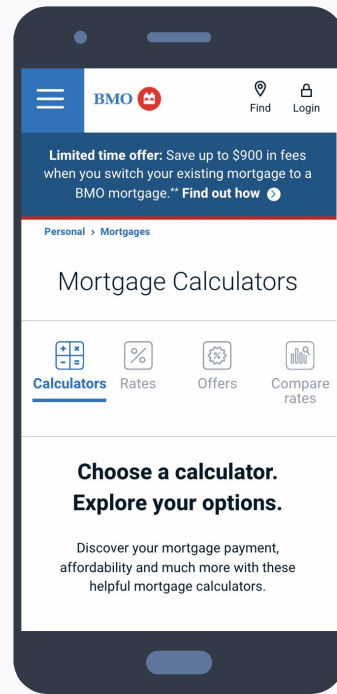 BMO
Find
Login
Limited time offer: Save up to $900 in fees
when you switch your existing mortgage to a
BMO mortgage.** Find out how
Personal > Mortgages
Mortgage Calculators
Calculators
Rates
Offers
Compare
rates
Choose a calculator.
Explore your options.
Discover your mortgage payment,
affordability and much more with these
helpful mortgage calculators.